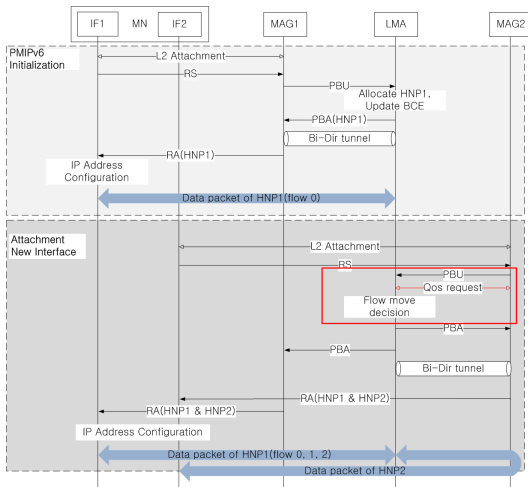 IF1 MN IF2 MAG1 LMA MAG2
PMIPv6
Initialization
L2 Attachment
RS
PBU
Allocate HNP1,
Update BCE
PBA(HNP1)
Bi-Dir tunnel
RA(HNP1)
IP Address
Configuration
Data packet of HNP1(flow 0)
Attachment
New Interface
L2 Attachment
RS
PBU
Qos request
Flow move
decision
PBA
PBA
Bi-Dir tunnel
RA(HNP1 & HNP2)
RA(HNP1 & HNP2)
IP Address Configuration
Data packet of HNP1(flow 0, 1, 2)
Data packet of HNP2